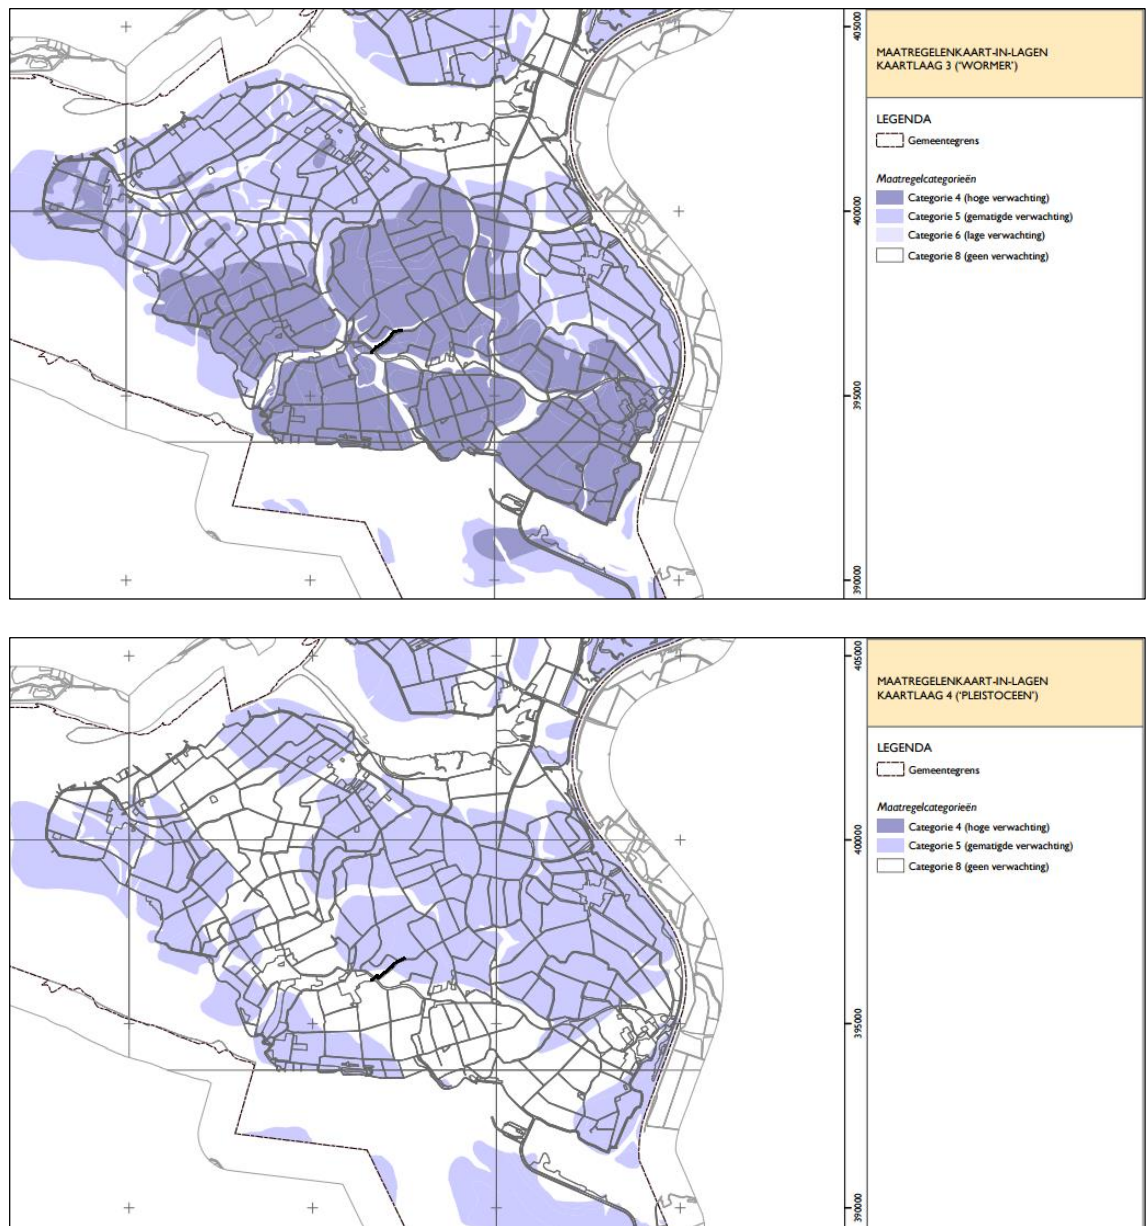 MAATREGELENKAART-IN-LAGEN
KAARTLAAG 3 ('WORMER')
LEGENDA
Gemeentegrens
Maatregelcategorieën
Categorie 4 (hoge verwachting)
Categorie 5 (gematigde verwachting)
Categorie 6 (lage verwachting)
Categorie 8 (geen verwachting)
405000
400000
395000
390000
MAATREGELENKAART-IN-LAGEN
KAARTLAAG 4 ('PLEISTOCEEN')
LEGENDA
Gemeentegrens
Maatregelcategorieën
Categorie 4 (hoge verwachting)
Categorie 5 (gematigde verwachting)
Categorie 8 (geen verwachting)
405000
400000
395000
390000